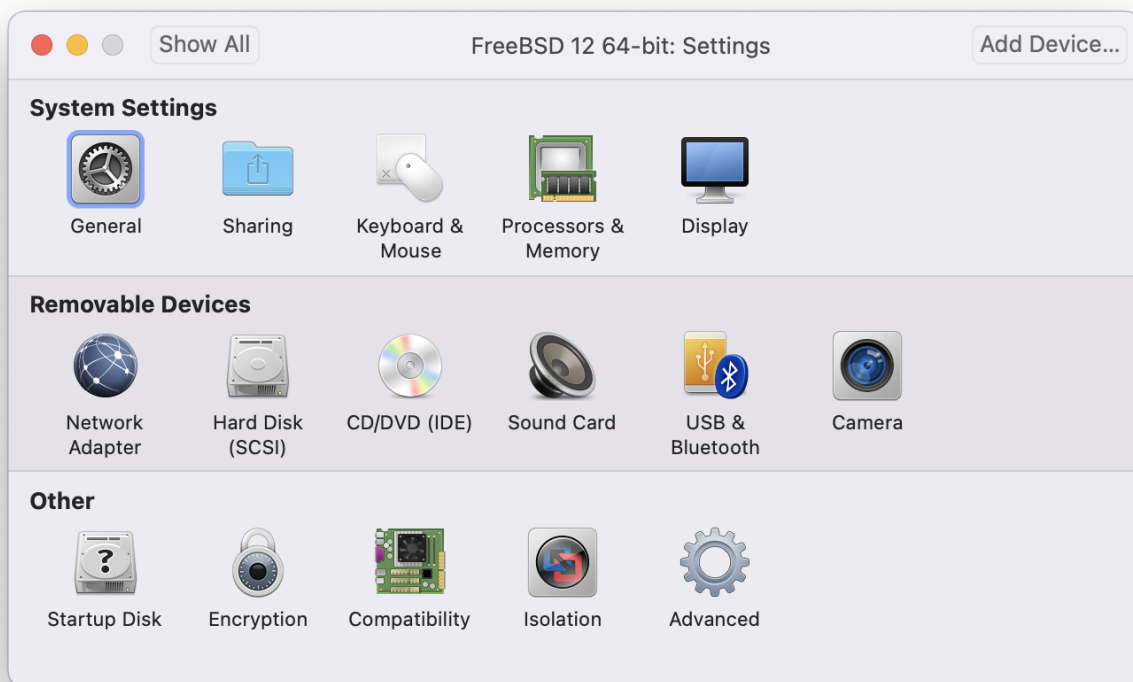 Show All
FreeBSD 12 64-bit: Settings
Add Device...
System Settings
General
Sharing
Keyboard &
Mouse
Processors &
Memory
Display
Removable Devices
Network
Adapter
Hard Disk
(SCSI)
CD/DVD (IDE)
Sound Card
USB &
Bluetooth
Camera
Other
?
Startup Disk
Encryption
Compatibility
Isolation
Advanced